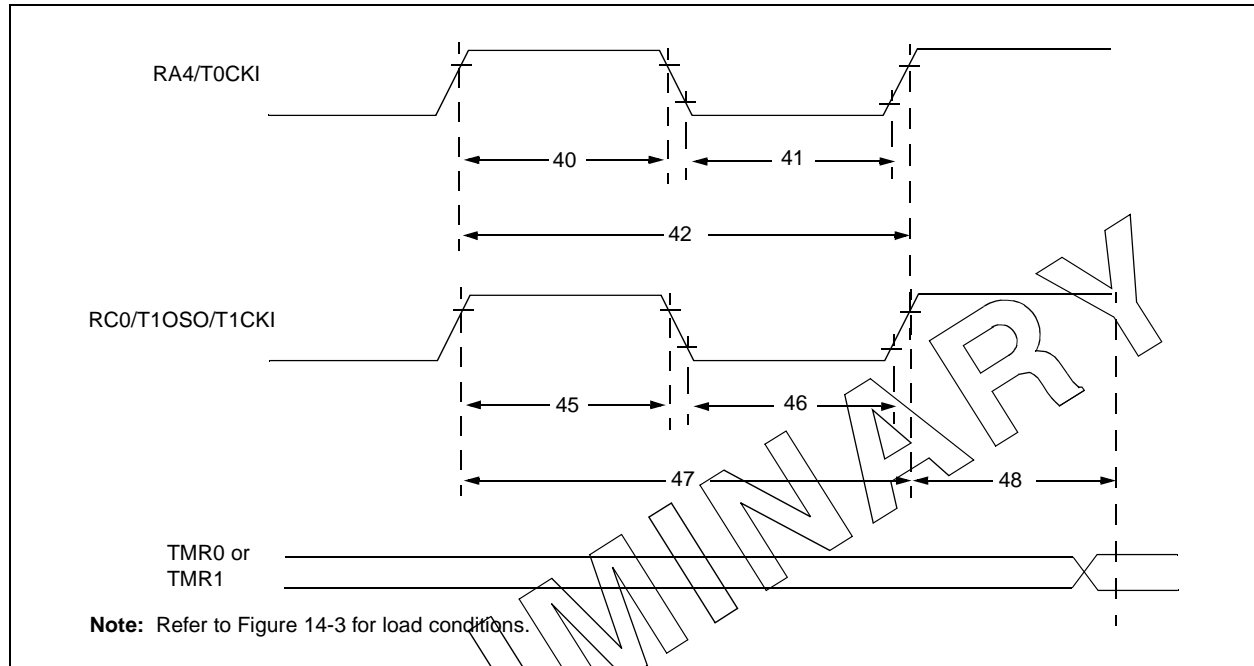 RA4/T0CKI
40
41
42
RC0/T1OSO/T1CKI
45
46
47
48
TMR0 or
TMR1
Note: Refer to Figure 14-3 for load conditions.
IMINARY